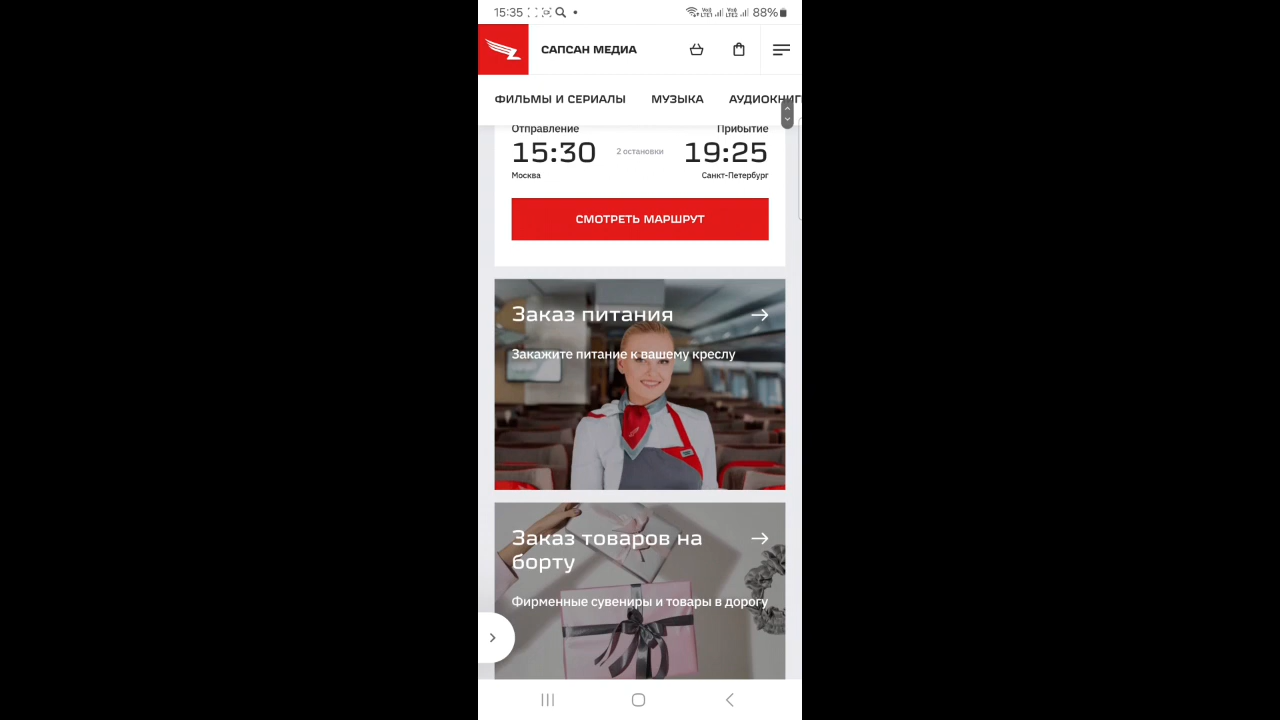 15:35
88%
САПСАН МЕДИА
ФИЛЬМЫ И СЕРИАЛЫ МУЗЫКА АУДИОКНИГ
Отправление Прибытие
15:30 2 остановки 19:25
Москва Санкт-Петербург
СМОТРЕТЬ МАРШРУТ
Заказ питания
Закажите питание к вашему креслу
Заказ товаров на
борту
Фирменные сувениры и товары в дорогу